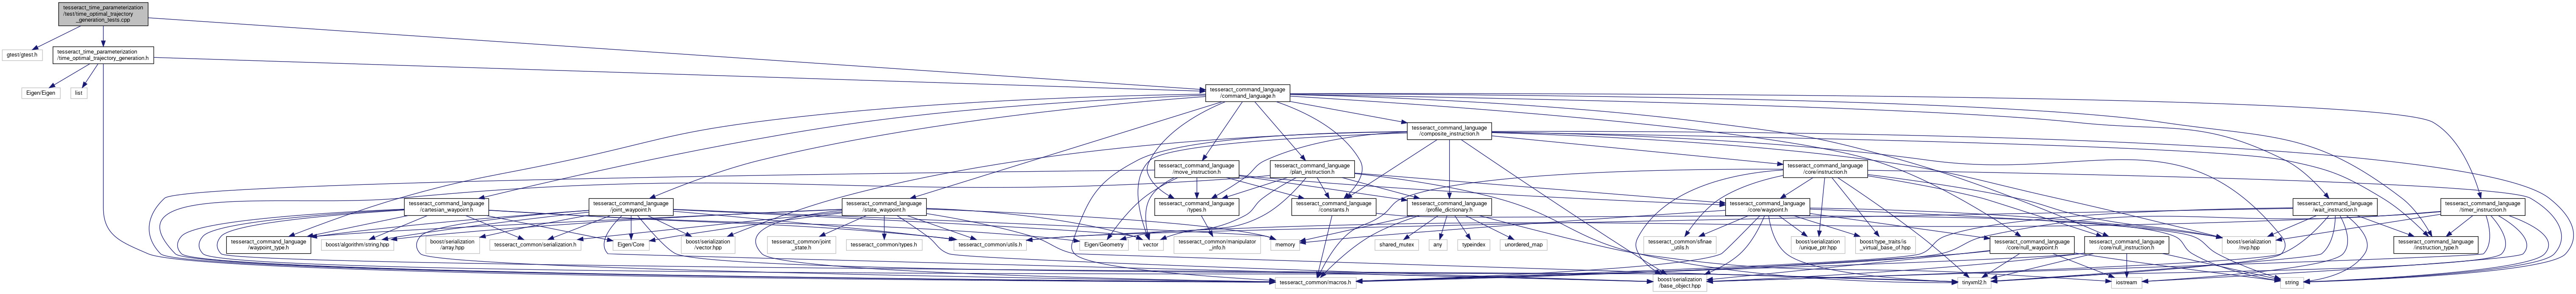 tesseract_time_parameterization
/test/time_optimal_trajectory
_generation_tests.cpp
gtest/gtest.h
tesseract_time_parameterization
/time_optimal_trajectory_generation.h
Eigen/Eigen
list
tesseract_command_language
/command_language.h
tesseract_command_language
/composite_instruction.h
tesseract_command_language
/move_instruction.h
tesseract_command_language
/plan_instruction.h
tesseract_command_language
/core/instruction.h
tesseract_command_language
/cartesian_waypoint.h
tesseract_command_language
/joint_waypoint.h
tesseract_command_language
/state_waypoint.h
tesseract_command_language
/types.h
tesseract_command_language
/constants.h
tesseract_command_language
/profile_dictionary.h
tesseract_command_language
/core/waypoint.h
tesseract_command_language
/wait_instruction.h
tesseract_command_language
/timer_instruction.h
tesseract_command_language
/waypoint_type.h
boost/algorithm/string.hpp
boost/serialization
/array.hpp
tesseract_common/serialization.h
Eigen/Core
boost/serialization
/vector.hpp
tesseract_common/joint
_state.h
tesseract_common/types.h
tesseract_common/utils.h
Eigen/Geometry
vector
tesseract_common/manipulator
_info.h
memory
shared_mutex
any
typeindex
unordered_map
tesseract_common/sfinae
_utils.h
boost/serialization
/unique_ptr.hpp
boost/type_traits/is
_virtual_base_of.hpp
tesseract_command_language
/core/null_waypoint.h
tesseract_command_language
/core/null_instruction.h
boost/serialization
/nvp.hpp
tesseract_command_language
/instruction_type.h
tesseract_common/macros.h
boost/serialization
/base_object.hpp
tinyxml2.h
iostream
string